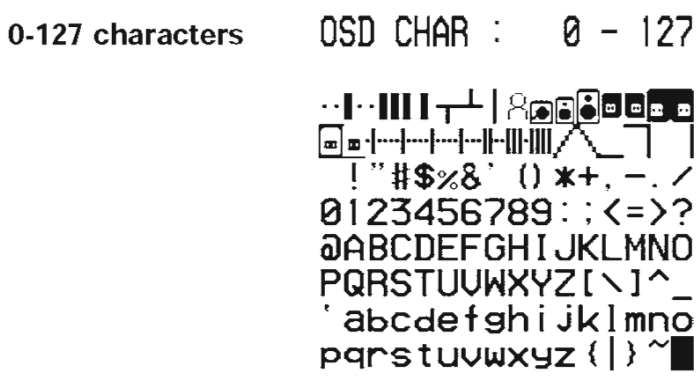 0-127 characters
OSD CHAR : 0 - 127
! " # $ % & ' () * + , - . /
0123456789:;<=>?
@ABCDEFGHIJKLMNO
PQRSTUVWXYZ[\]^_
'abcdefghijklmno
pqrstuvwxyz{|}~